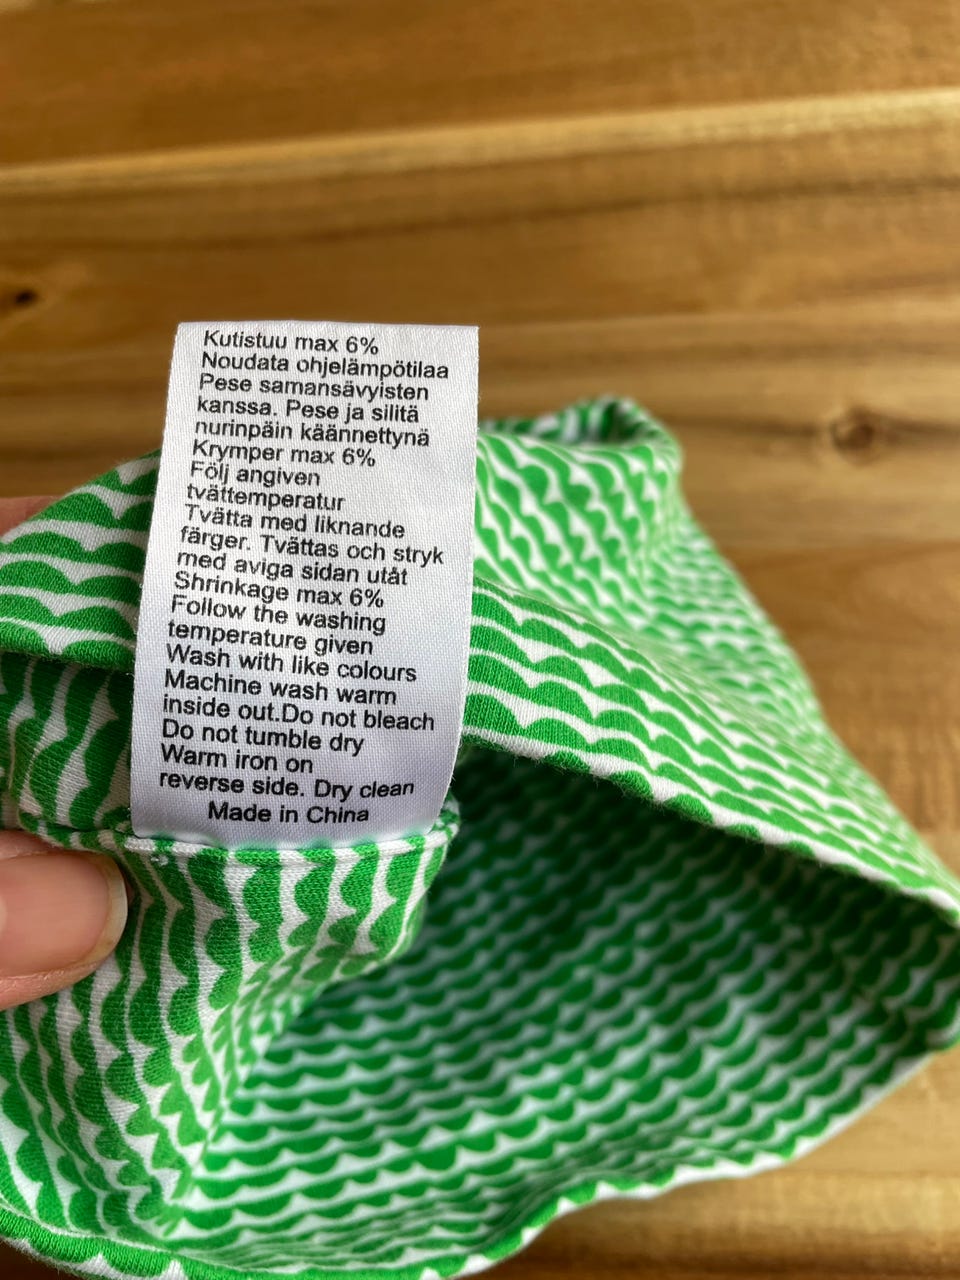 Kutistuu max 6%
Noudata ohjelämpötilaa
Pese samansävyisten
kanssa. Pese ja silitä
nurinpäin käännettynä
Krymper max 6%
Följ angiven
tvättemperatur
Tvätta med liknande
färger. Tvättas och stryk
med aviga sidan utåt
Shrinkage max 6%
Follow the washing
temperature given
Wash with like colours
Machine wash warm
inside out.Do not bleach
Do not tumble dry
Warm iron on
reverse side. Dry clean
Made in China